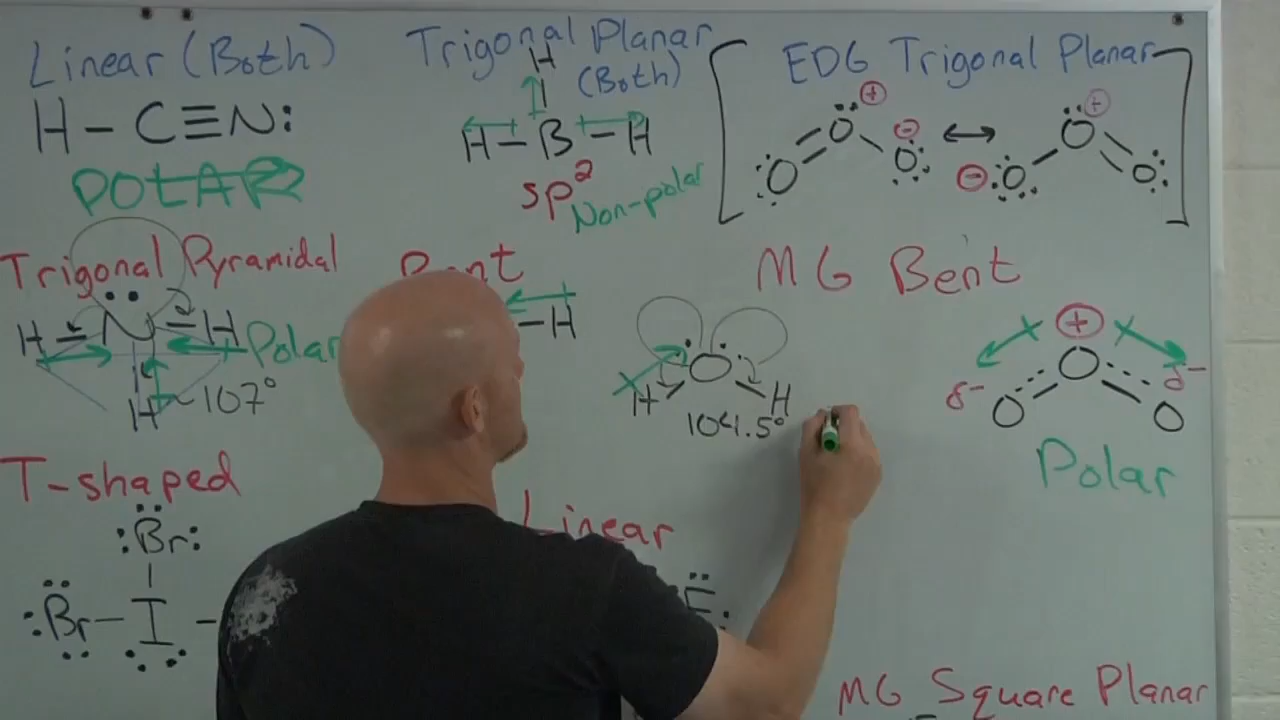 Linear (Both)
H - C ≡ N:
POLAR
Trigonal Planar
(Both)
H
H - B - H
sp²
Non-polar
EDG Trigonal Planar
O O ⊕ O ⊖ ↔ ⊖ O O ⊕ O
Trigonal Pyramidal
H - N - H
H
Polar
107°
- H
MG Bent
O
H H
104.5°
⊕
O
δ- O O δ-
Polar
T-shaped
:Br:
:Br - I -
Linear
F
MG Square Planar